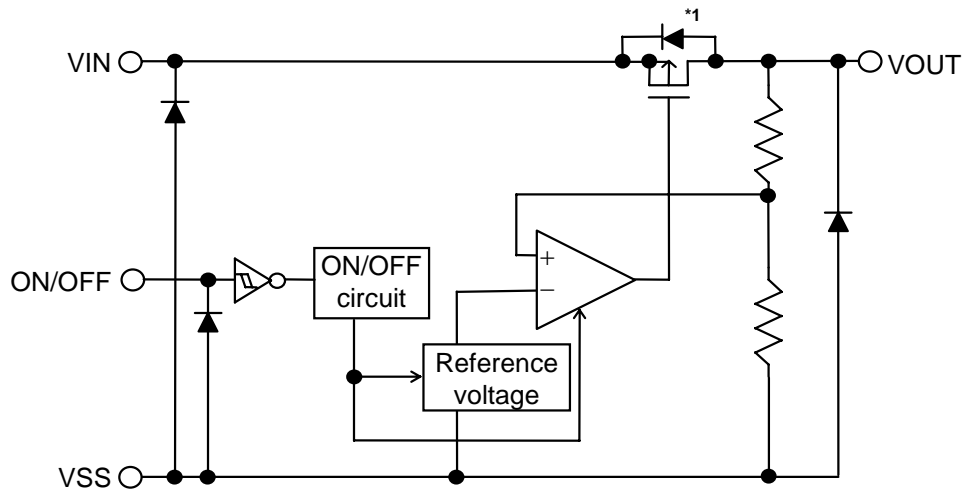 *1
VIN
VOUT
ON/OFF
ON/OFF
circuit
+
−
Reference
voltage
VSS